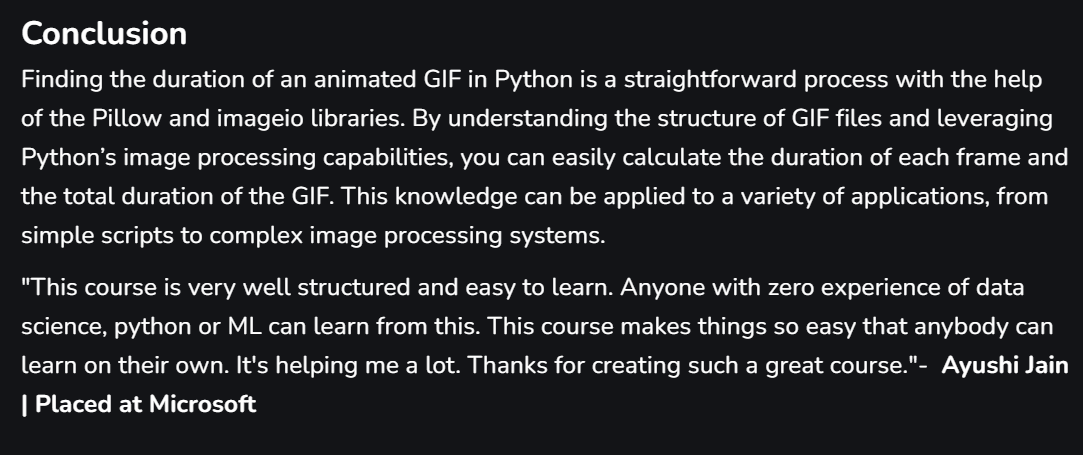 Conclusion
Finding the duration of an animated GIF in Python is a straightforward process with the help
of the Pillow and imageio libraries. By understanding the structure of GIF files and leveraging
Python’s image processing capabilities, you can easily calculate the duration of each frame and
the total duration of the GIF. This knowledge can be applied to a variety of applications, from
simple scripts to complex image processing systems.
"This course is very well structured and easy to learn. Anyone with zero experience of data
science, python or ML can learn from this. This course makes things so easy that anybody can
learn on their own. It's helping me a lot. Thanks for creating such a great course."- Ayushi Jain
| Placed at Microsoft